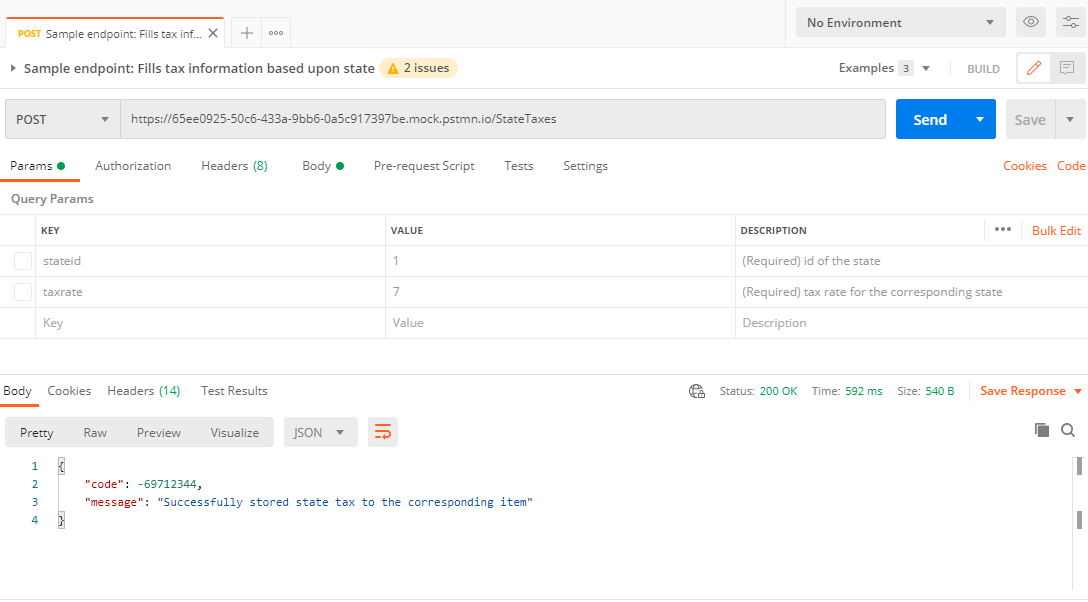 POST Sample endpoint: Fills tax inf...
No Environment
Sample endpoint: Fills tax information based upon state 2 issues Examples 3 BUILD
POST https://65ee0925-50c6-433a-9bb6-0a5c917397be.mock.pstmn.io/StateTaxes Send Save
Params Authorization Headers (8) Body Pre-request Script Tests Settings Cookies Code
Query Params
KEY VALUE DESCRIPTION Bulk Edit
stateid 1 (Required) id of the state
taxrate 7 (Required) tax rate for the corresponding state
Key Value Description
Body Cookies Headers (14) Test Results Status: 200 OK Time: 592 ms Size: 540 B Save Response
Pretty Raw Preview Visualize JSON
1 {
2 "code": -69712344,
3 "message": "Successfully stored state tax to the corresponding item"
4 }